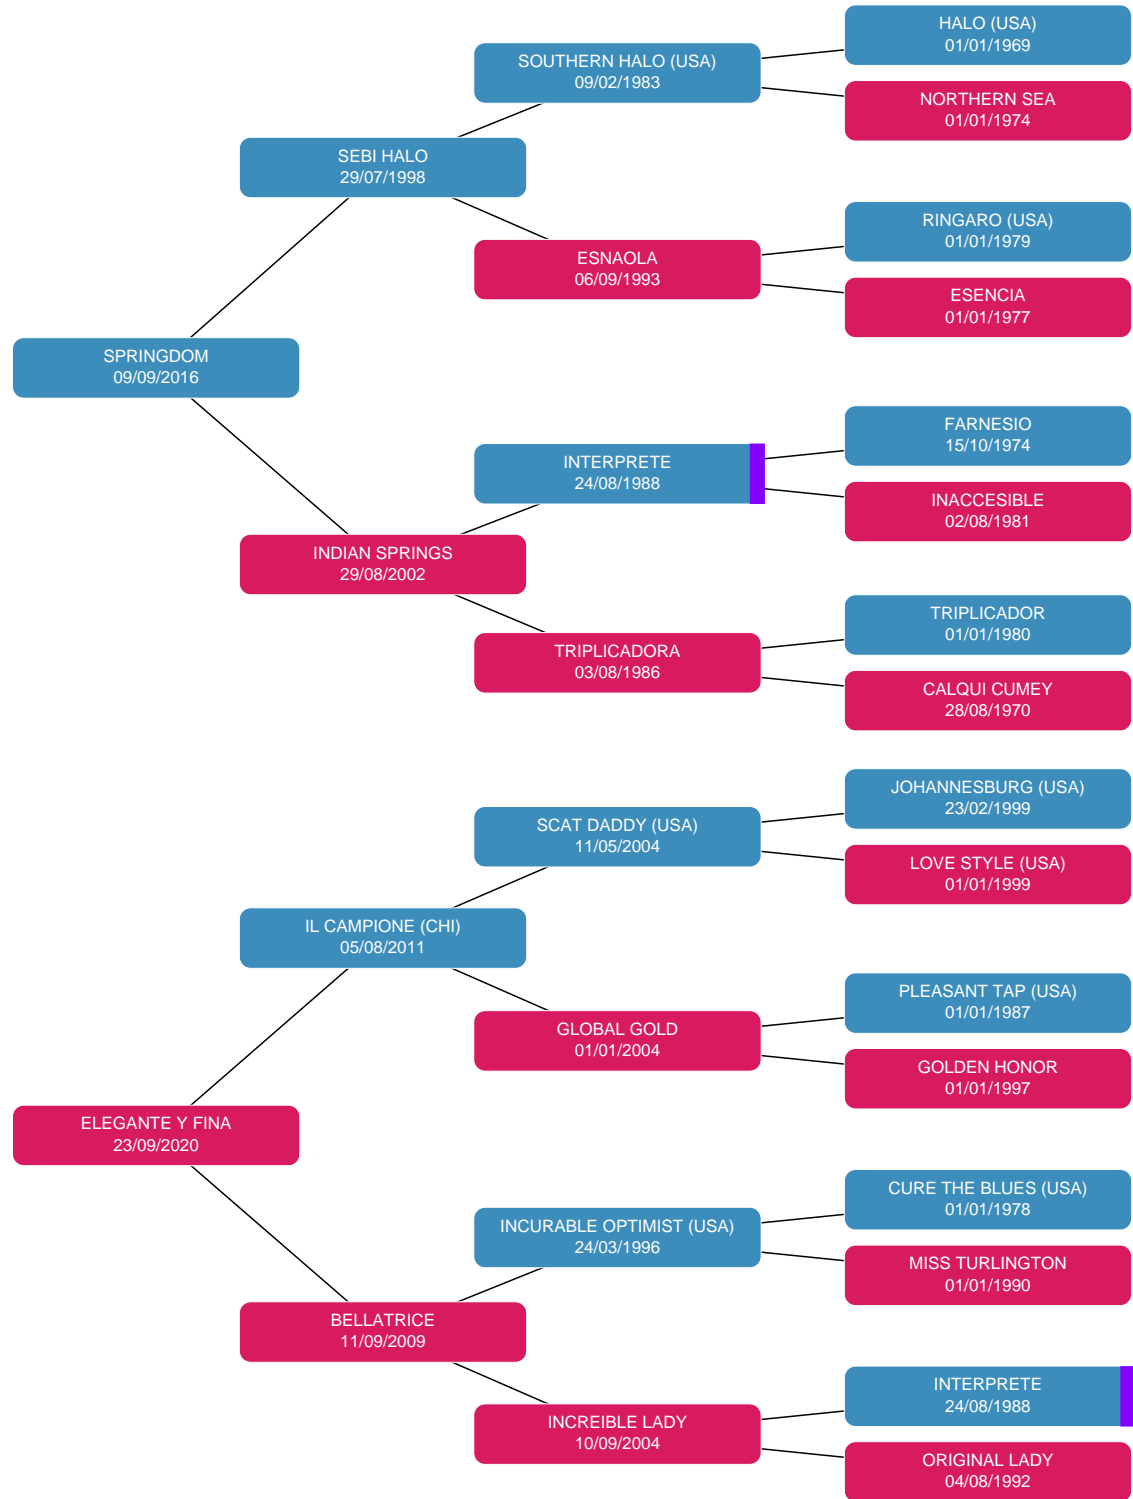 HALO (USA)
01/01/1969
SOUTHERN HALO (USA)
09/02/1983
NORTHERN SEA
01/01/1974
SEBI HALO
29/07/1998
RINGARO (USA)
01/01/1979
ESNAOLA
06/09/1993
ESENCIA
01/01/1977
SPRINGDOM
09/09/2016
FARNESIO
15/10/1974
INTERPRETE
24/08/1988
INACCESIBLE
02/08/1981
INDIAN SPRINGS
29/08/2002
TRIPLICADOR
01/01/1980
TRIPLICADORA
03/08/1986
CALQUI CUMEY
28/08/1970
JOHANNESBURG (USA)
23/02/1999
SCAT DADDY (USA)
11/05/2004
LOVE STYLE (USA)
01/01/1999
IL CAMPIONE (CHI)
05/08/2011
PLEASANT TAP (USA)
01/01/1987
GLOBAL GOLD
01/01/2004
GOLDEN HONOR
01/01/1997
ELEGANTE Y FINA
23/09/2020
CURE THE BLUES (USA)
01/01/1978
INCURABLE OPTIMIST (USA)
24/03/1996
MISS TURLINGTON
01/01/1990
BELLATRICE
11/09/2009
INTERPRETE
24/08/1988
INCREIBLE LADY
10/09/2004
ORIGINAL LADY
04/08/1992